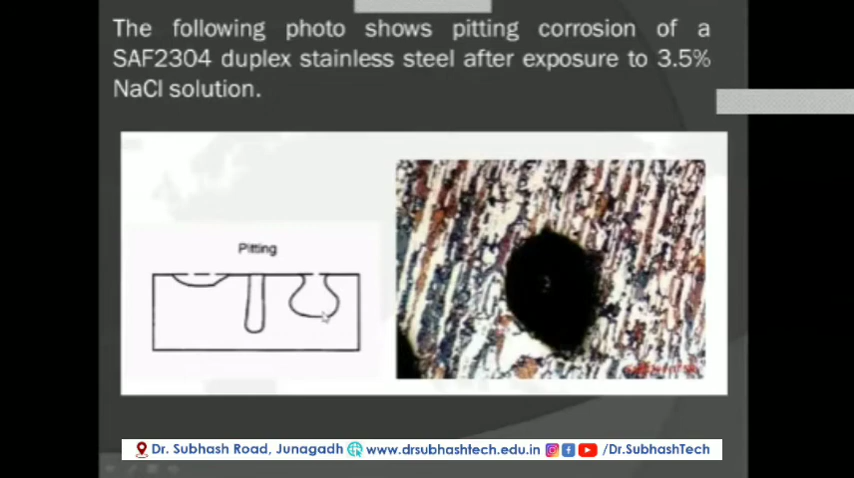 The following photo shows pitting corrosion of a
SAF2304 duplex stainless steel after exposure to 3.5%
NaCl solution.
Pitting
Dr. Subhash Road, Junagadh www.drsubhashtech.edu.in /Dr.SubhashTech